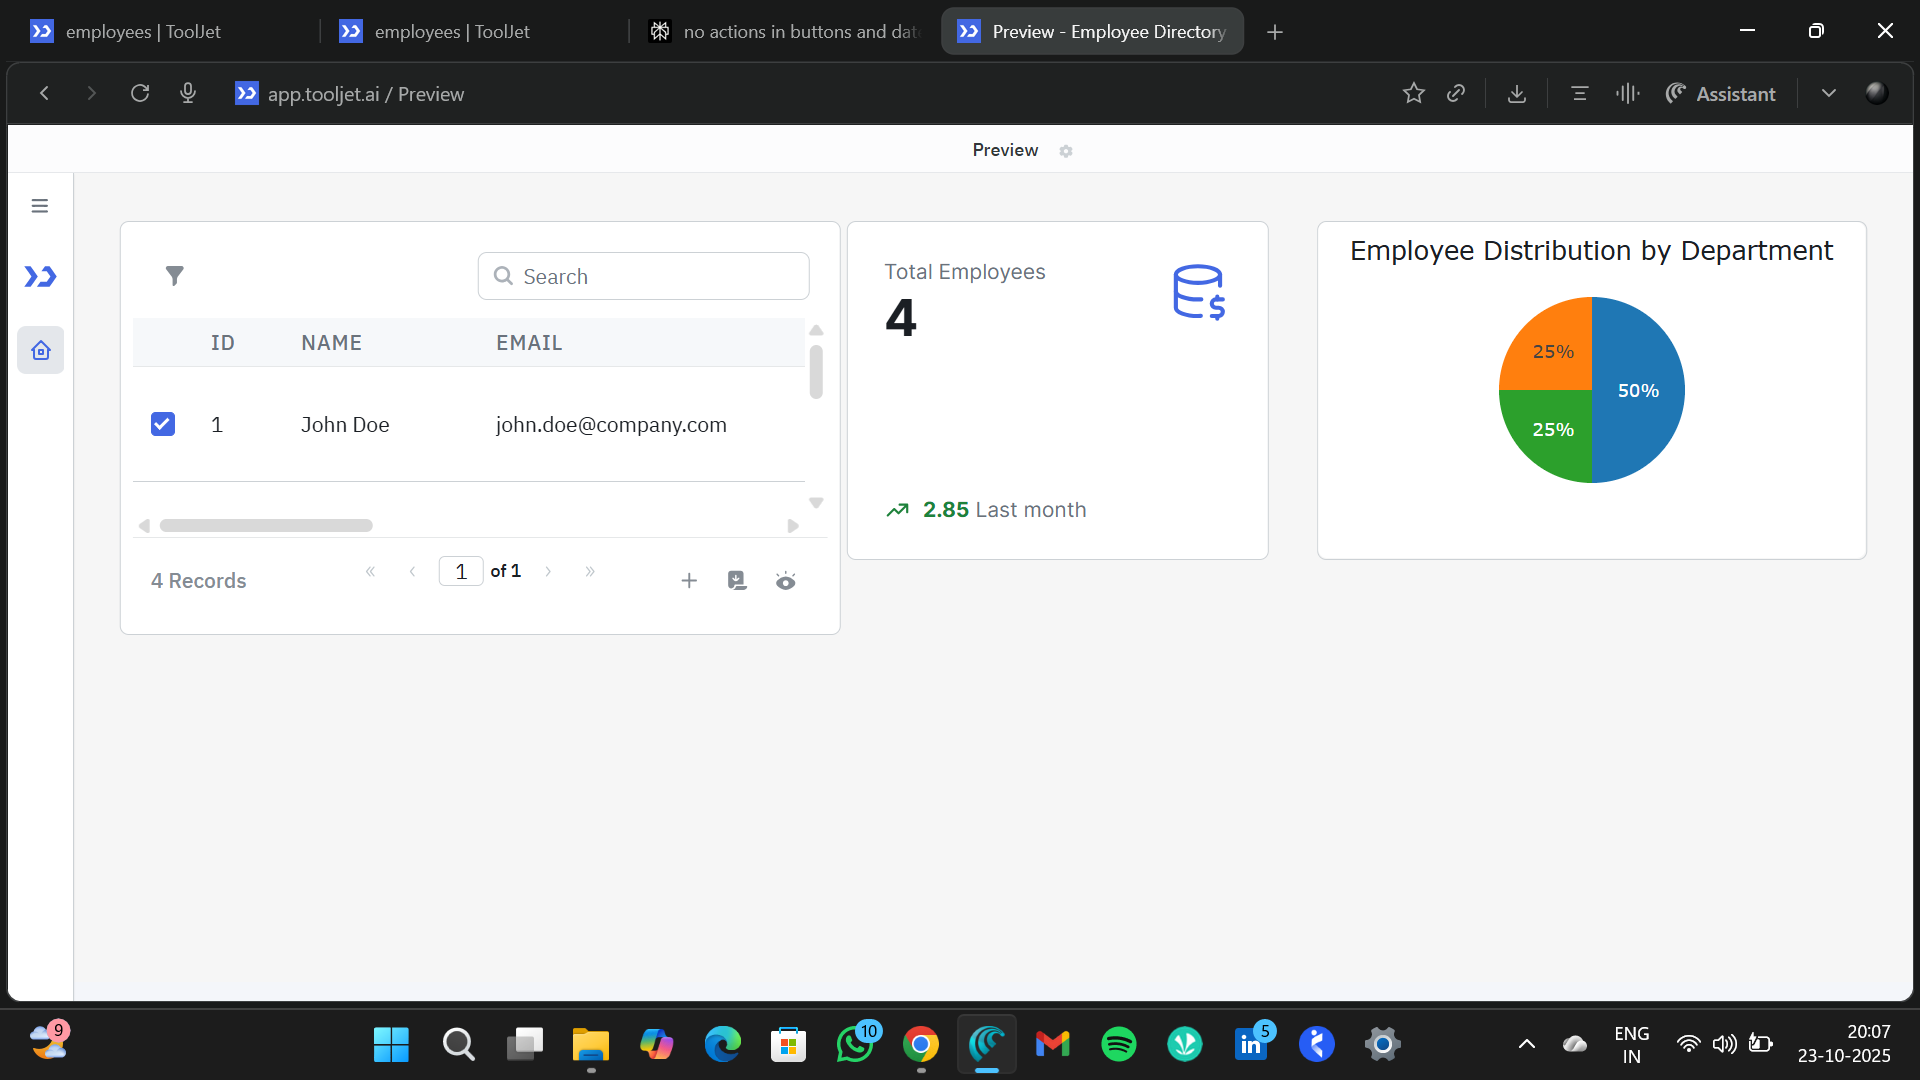 employees | ToolJet
employees | ToolJet
no actions in buttons and dat
Preview - Employee Directory
app.tooljet.ai / Preview
Assistant
Preview
Search
ID NAME EMAIL
1 John Doe john.doe@company.com
4 Records
« ‹ 1 of 1 › »
Total Employees
4
2.85 Last month
Employee Distribution by Department
25%
50%
25%
9
10
in
5
ENG
IN
20:07
23-10-2025